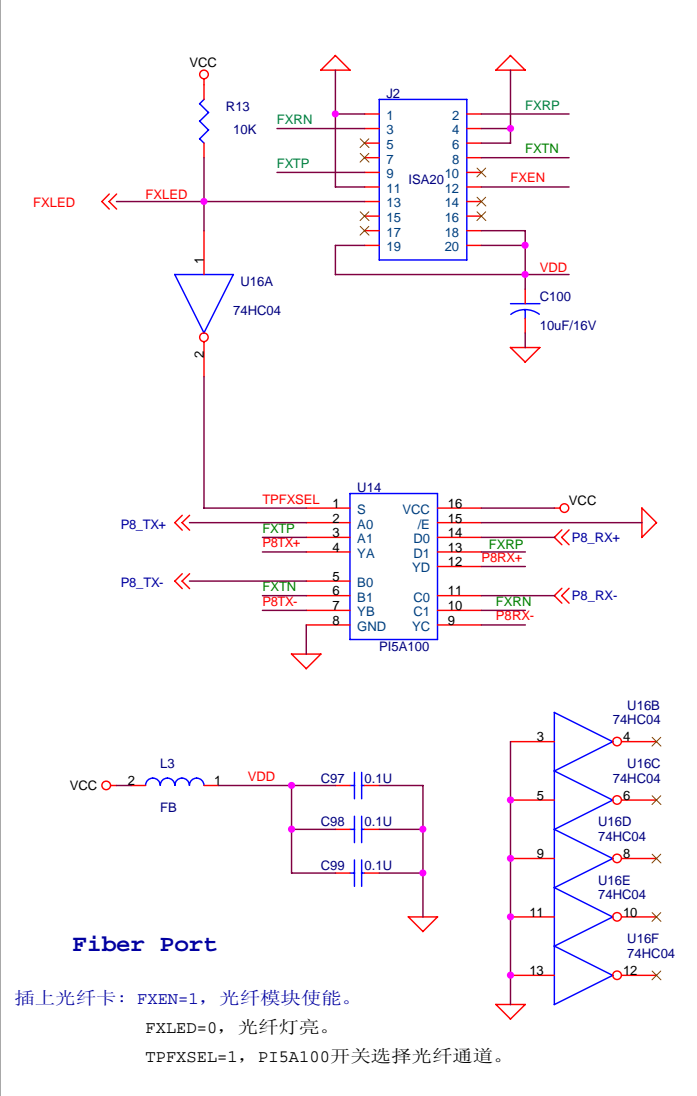 VCC
R13
10K
FXLED
FXLED
U16A
74HC04
1
2
J2
ISA20
FXRN
FXTP
FXRP
FXTN
FXEN
VDD
1
3
5
7
9
11
13
15
17
19
2
4
6
8
10
12
14
16
18
20
C100
10uF/16V
U14
TPFXSEL
1
S
VCC
16
VCC
P8_TX+
2
A0
/E
15
FXTP
3
A1
D0
14
P8_RX+
P8TX+
4
YA
D1
13
FXRP
YD
12
P8RX+
P8_TX-
5
B0
FXTN
6
B1
C0
11
P8_RX-
P8TX-
7
YB
C1
10
FXRN
8
GND
YC
9
P8RX-
PI5A100
L3
VCC
2
1
VDD
FB
C97
0.1U
C98
0.1U
C99
0.1U
U16B
74HC04
3
4
U16C
74HC04
5
6
U16D
74HC04
9
8
U16E
74HC04
11
10
U16F
74HC04
13
12
Fiber Port
插上光纤卡：FXEN=1，光纤模块使能。
FXLED=0，光纤灯亮。
TPFXSEL=1，PI5A100开关选择光纤通道。